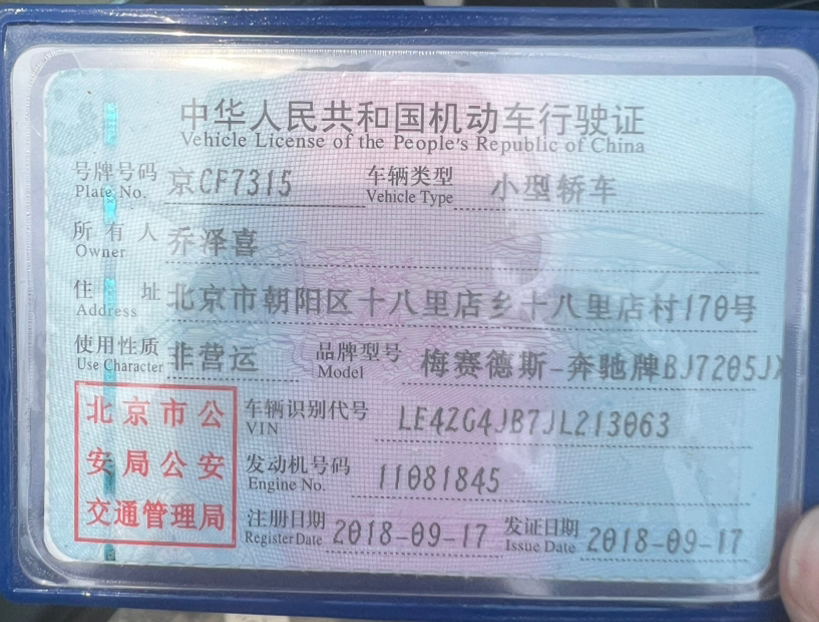 中华人民共和国机动车行驶证
Vehicle License of the People's Republic of China
号牌号码 京CF7315 车辆类型 小型轿车
Plate No. Vehicle Type
所有人 乔泽喜
Owner
住址 北京市朝阳区十八里店乡十八里店村170号
Address
使用性质 非营运 品牌型号 梅赛德斯-奔驰牌BJ7205JX
Use Character Model
北京市公
安局公安
交通管理局
车辆识别代号 LE42G4JB7JL213063
VIN
发动机号码 11081845
Engine No.
注册日期 2018-09-17 发证日期 2018-09-17
Register Date Issue Date